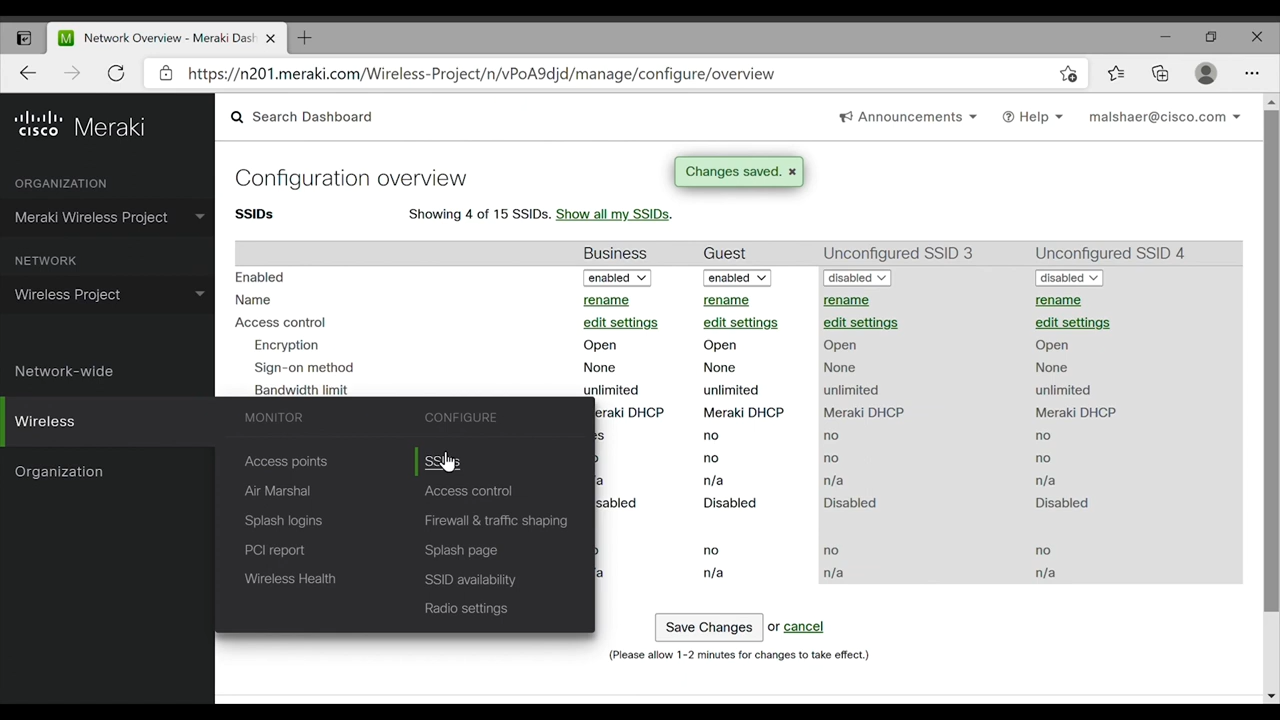 Network Overview - Meraki Dash
https://n201.meraki.com/Wireless-Project/n/vPoA9djd/manage/configure/overview
cisco Meraki
Search Dashboard
Announcements
Help
malshaer@cisco.com
ORGANIZATION
Meraki Wireless Project
NETWORK
Wireless Project
Network-wide
Wireless
Organization
Configuration overview
Changes saved. ×
SSIDs Showing 4 of 15 SSIDs. Show all my SSIDs.
Business Guest Unconfigured SSID 3 Unconfigured SSID 4
Enabled enabled enabled disabled disabled
Name rename rename rename rename
Access control edit settings edit settings edit settings edit settings
Encryption Open Open Open Open
Sign-on method None None None None
Bandwidth limit unlimited unlimited unlimited unlimited
eraki DHCP Meraki DHCP Meraki DHCP Meraki DHCP
es no no no
no no no
/a n/a n/a n/a
sabled Disabled Disabled Disabled
no no no
/a n/a n/a n/a
MONITOR
Access points
Air Marshal
Splash logins
PCI report
Wireless Health
CONFIGURE
SSIDs
Access control
Firewall & traffic shaping
Splash page
SSID availability
Radio settings
Save Changes or cancel
(Please allow 1-2 minutes for changes to take effect.)